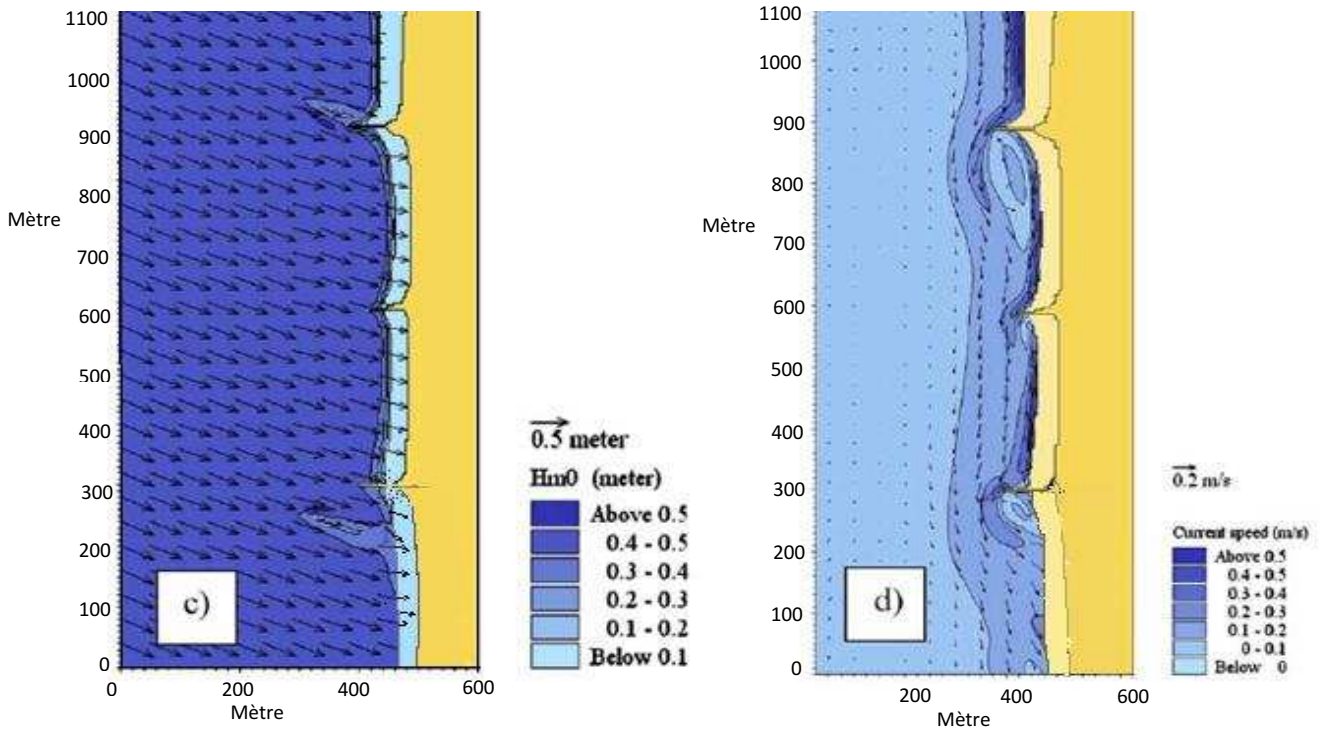 1100
1000
900
800
Mètre
700
600
500
400
300
200
100
0
0 200 400 600
Mètre
c)
0.5 meter
Hm0 (meter)
Above 0.5
0.4 - 0.5
0.3 - 0.4
0.2 - 0.3
0.1 - 0.2
Below 0.1
1100
1000
900
800
Mètre
700
600
500
400
300
200
100
0
200 400 600
Mètre
d)
0.2 m/s
Current speed (m/s)
Above 0.5
0.4 - 0.5
0.3 - 0.4
0.2 - 0.3
0.1 - 0.2
0 - 0.1
Below 0